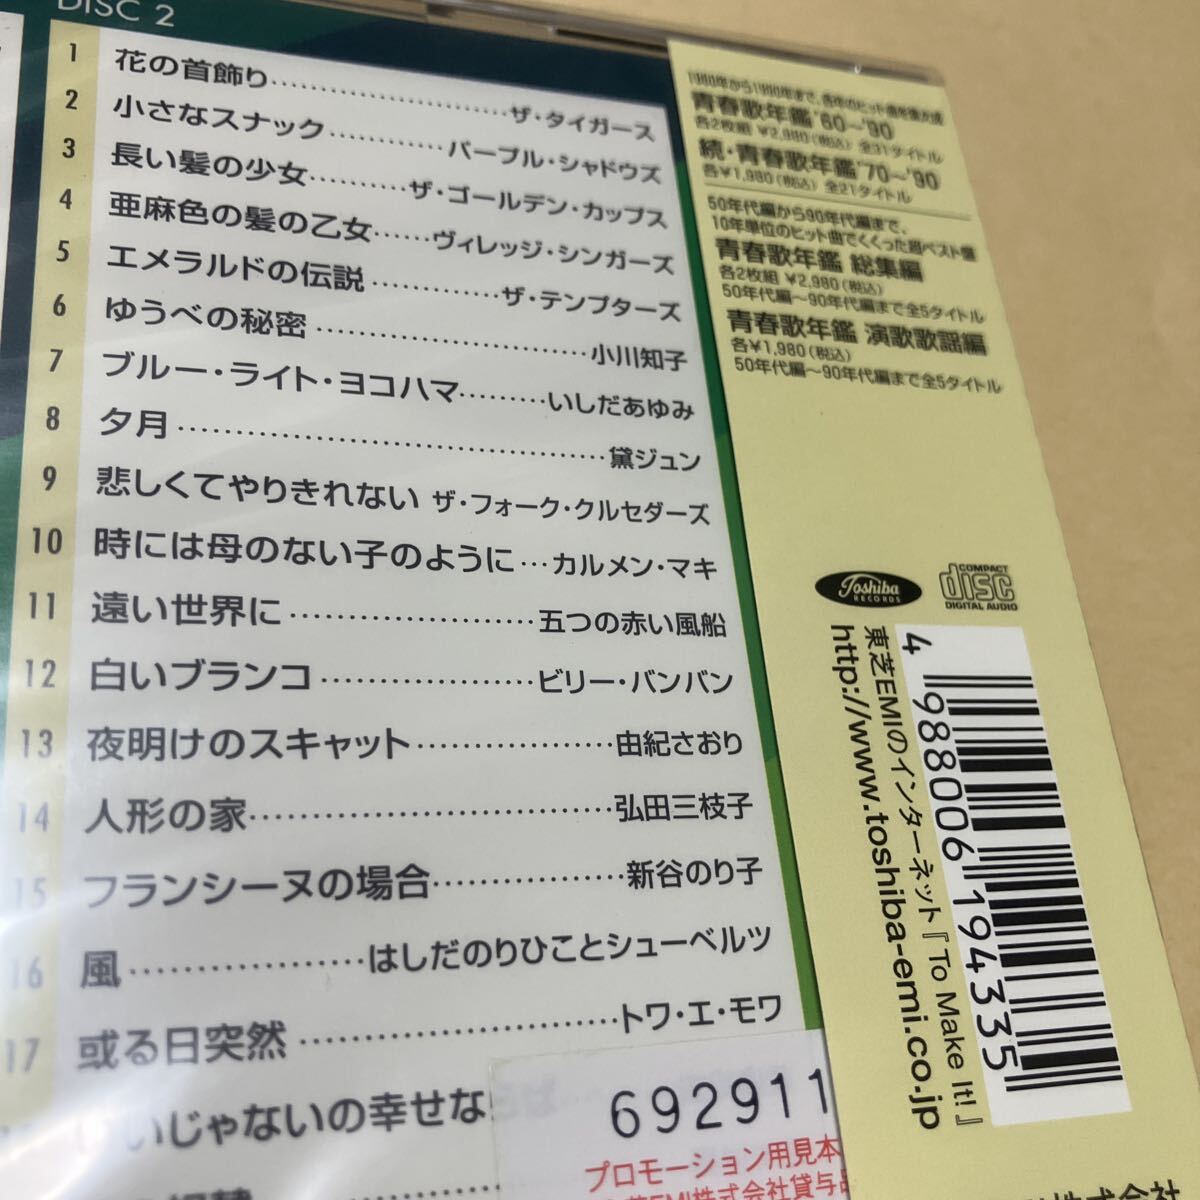 DISC 2
1 花の首飾り……………………ザ・タイガース
2 小さなスナック…………パープル・シャドウズ
3 長い髪の少女………ザ・ゴールデン・カップス
4 亜麻色の髪の乙女……ヴィレッジ・シンガーズ
5 エメラルドの伝説…………ザ・テンプターズ
6 ゆうべの秘密……………………小川知子
7 ブルー・ライト・ヨコハマ………いしだあゆみ
8 夕月…………………………………黛ジュン
9 悲しくてやりきれない ザ・フォーク・クルセダーズ
10 時には母のない子のように…カルメン・マキ
11 遠い世界に……………………五つの赤い風船
12 白いブランコ…………………ビリー・バンバン
13 夜明けのスキャット………………由紀さおり
14 人形の家……………………………弘田三枝子
15 フランシーヌの場合………………新谷のり子
16 風…………………はしだのりひことシューベルツ
17 或る日突然…………………………トワ・エ・モワ
いじゃないの幸せな
692911
プロモーション用見本
EMI株式会社貸与品
青春歌年鑑'60〜'90
各2枚組 ¥2,980(税込) 全31タイトル
続・青春歌年鑑'70〜'90
各¥1,980(税込) 全21タイトル
50年代編から90年代編まで、
10年単位のヒット曲でくくった超ベスト盤
青春歌年鑑 総集編
各2枚組 ¥2,980(税込)
50年代編〜90年代編まで全5タイトル
青春歌年鑑 演歌歌謡編
各¥1,980(税込)
50年代編〜90年代編まで全5タイトル
Toshiba
RECORDS
COMPACT
disc
DIGITAL AUDIO
4 988006 194335
東芝EMIのインターネット『To Make It!』
http://www.toshiba-emi.co.jp
株式会社